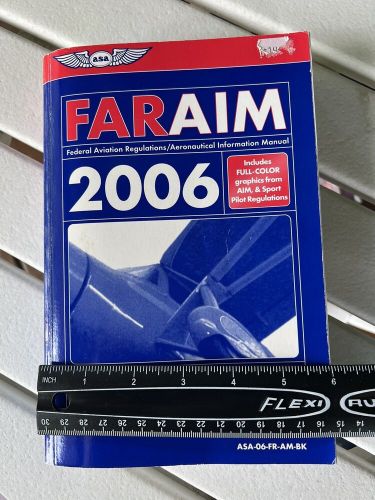 asa
FARAIM
Federal Aviation Regulations/Aeronautical Information Manual
2006
Includes
FULL-COLOR
graphics from
AIM, & Sport
Pilot Regulations
INCH 1 2 3 4 5 6
FLEXI
30 29 28 27 26 25 24 23 22 21 20 19 18 17 16 15 14
ASA-06-FR-AM-BK